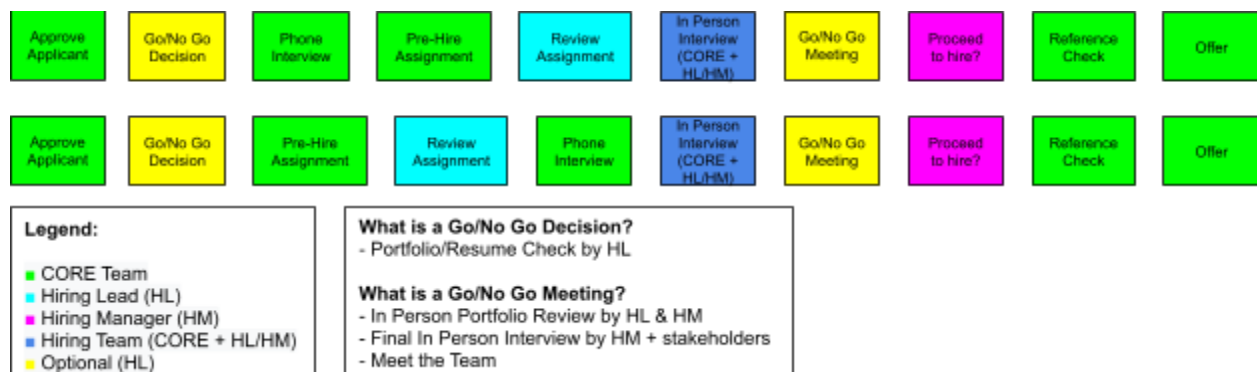 Approve
Applicant
Go/No Go
Decision
Phone
Interview
Pre-Hire
Assignment
Review
Assignment
In Person
Interview
(CORE +
HL/HM)
Go/No Go
Meeting
Proceed
to hire?
Reference
Check
Offer
Approve
Applicant
Go/No Go
Decision
Pre-Hire
Assignment
Review
Assignment
Phone
Interview
In Person
Interview
(CORE +
HL/HM)
Go/No Go
Meeting
Proceed
to hire?
Reference
Check
Offer
Legend:
CORE Team
Hiring Lead (HL)
Hiring Manager (HM)
Hiring Team (CORE + HL/HM)
Optional (HL)
What is a Go/No Go Decision?
- Portfolio/Resume Check by HL
What is a Go/No Go Meeting?
- In Person Portfolio Review by HL & HM
- Final In Person Interview by HM + stakeholders
- Meet the Team